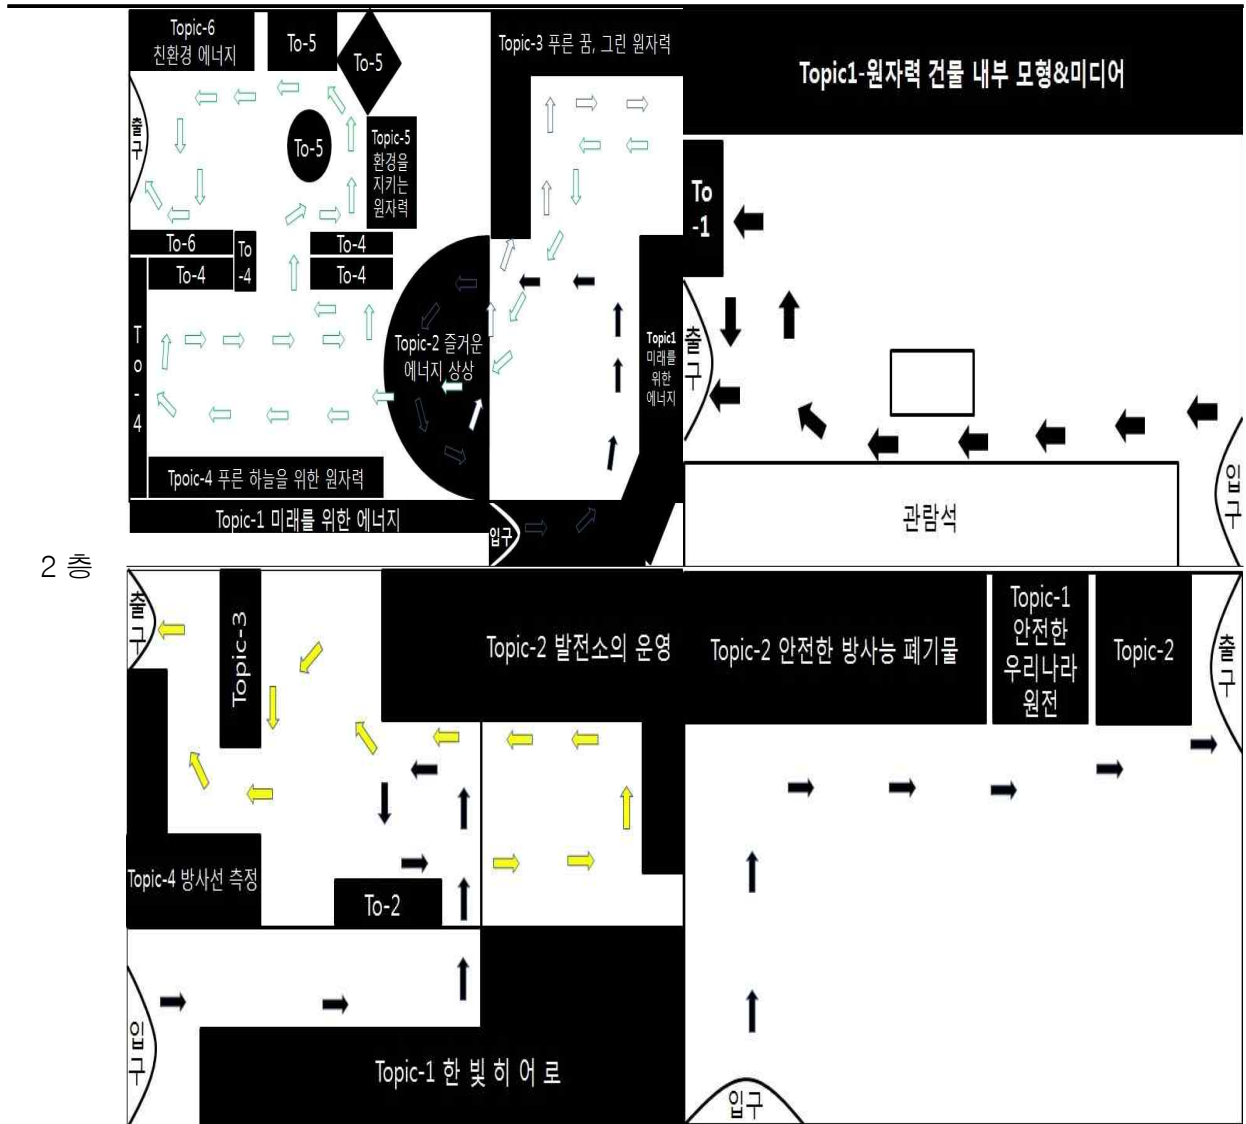 Topic-6
친환경 에너지
To-5
To-5
Topic-3 푸른 꿈, 그린 원자력
출
구
To-5
Topic-5
환경을
지키는
원자력
To-6
To
-4
To-4
To-4
To-4
T
o
-
4
Topic-2 즐거운
에너지 상상
Topic1
미래를
위한
에너지
Tpoic-4 푸른 하늘을 위한 원자력
Topic-1 미래를 위한 에너지
입구
Topic1-원자력 건물 내부 모형&미디어
To
-1
출
구
입
구
관람석
2 층
출
구
Topic-3
Topic-2 발전소의 운영
Topic-4 방사선 측정
To-2
입
구
Topic-1 한 빛 히 어 로
Topic-2 안전한 방사능 폐기물
Topic-1
안전한
우리나라
원전
Topic-2
출
구
입구